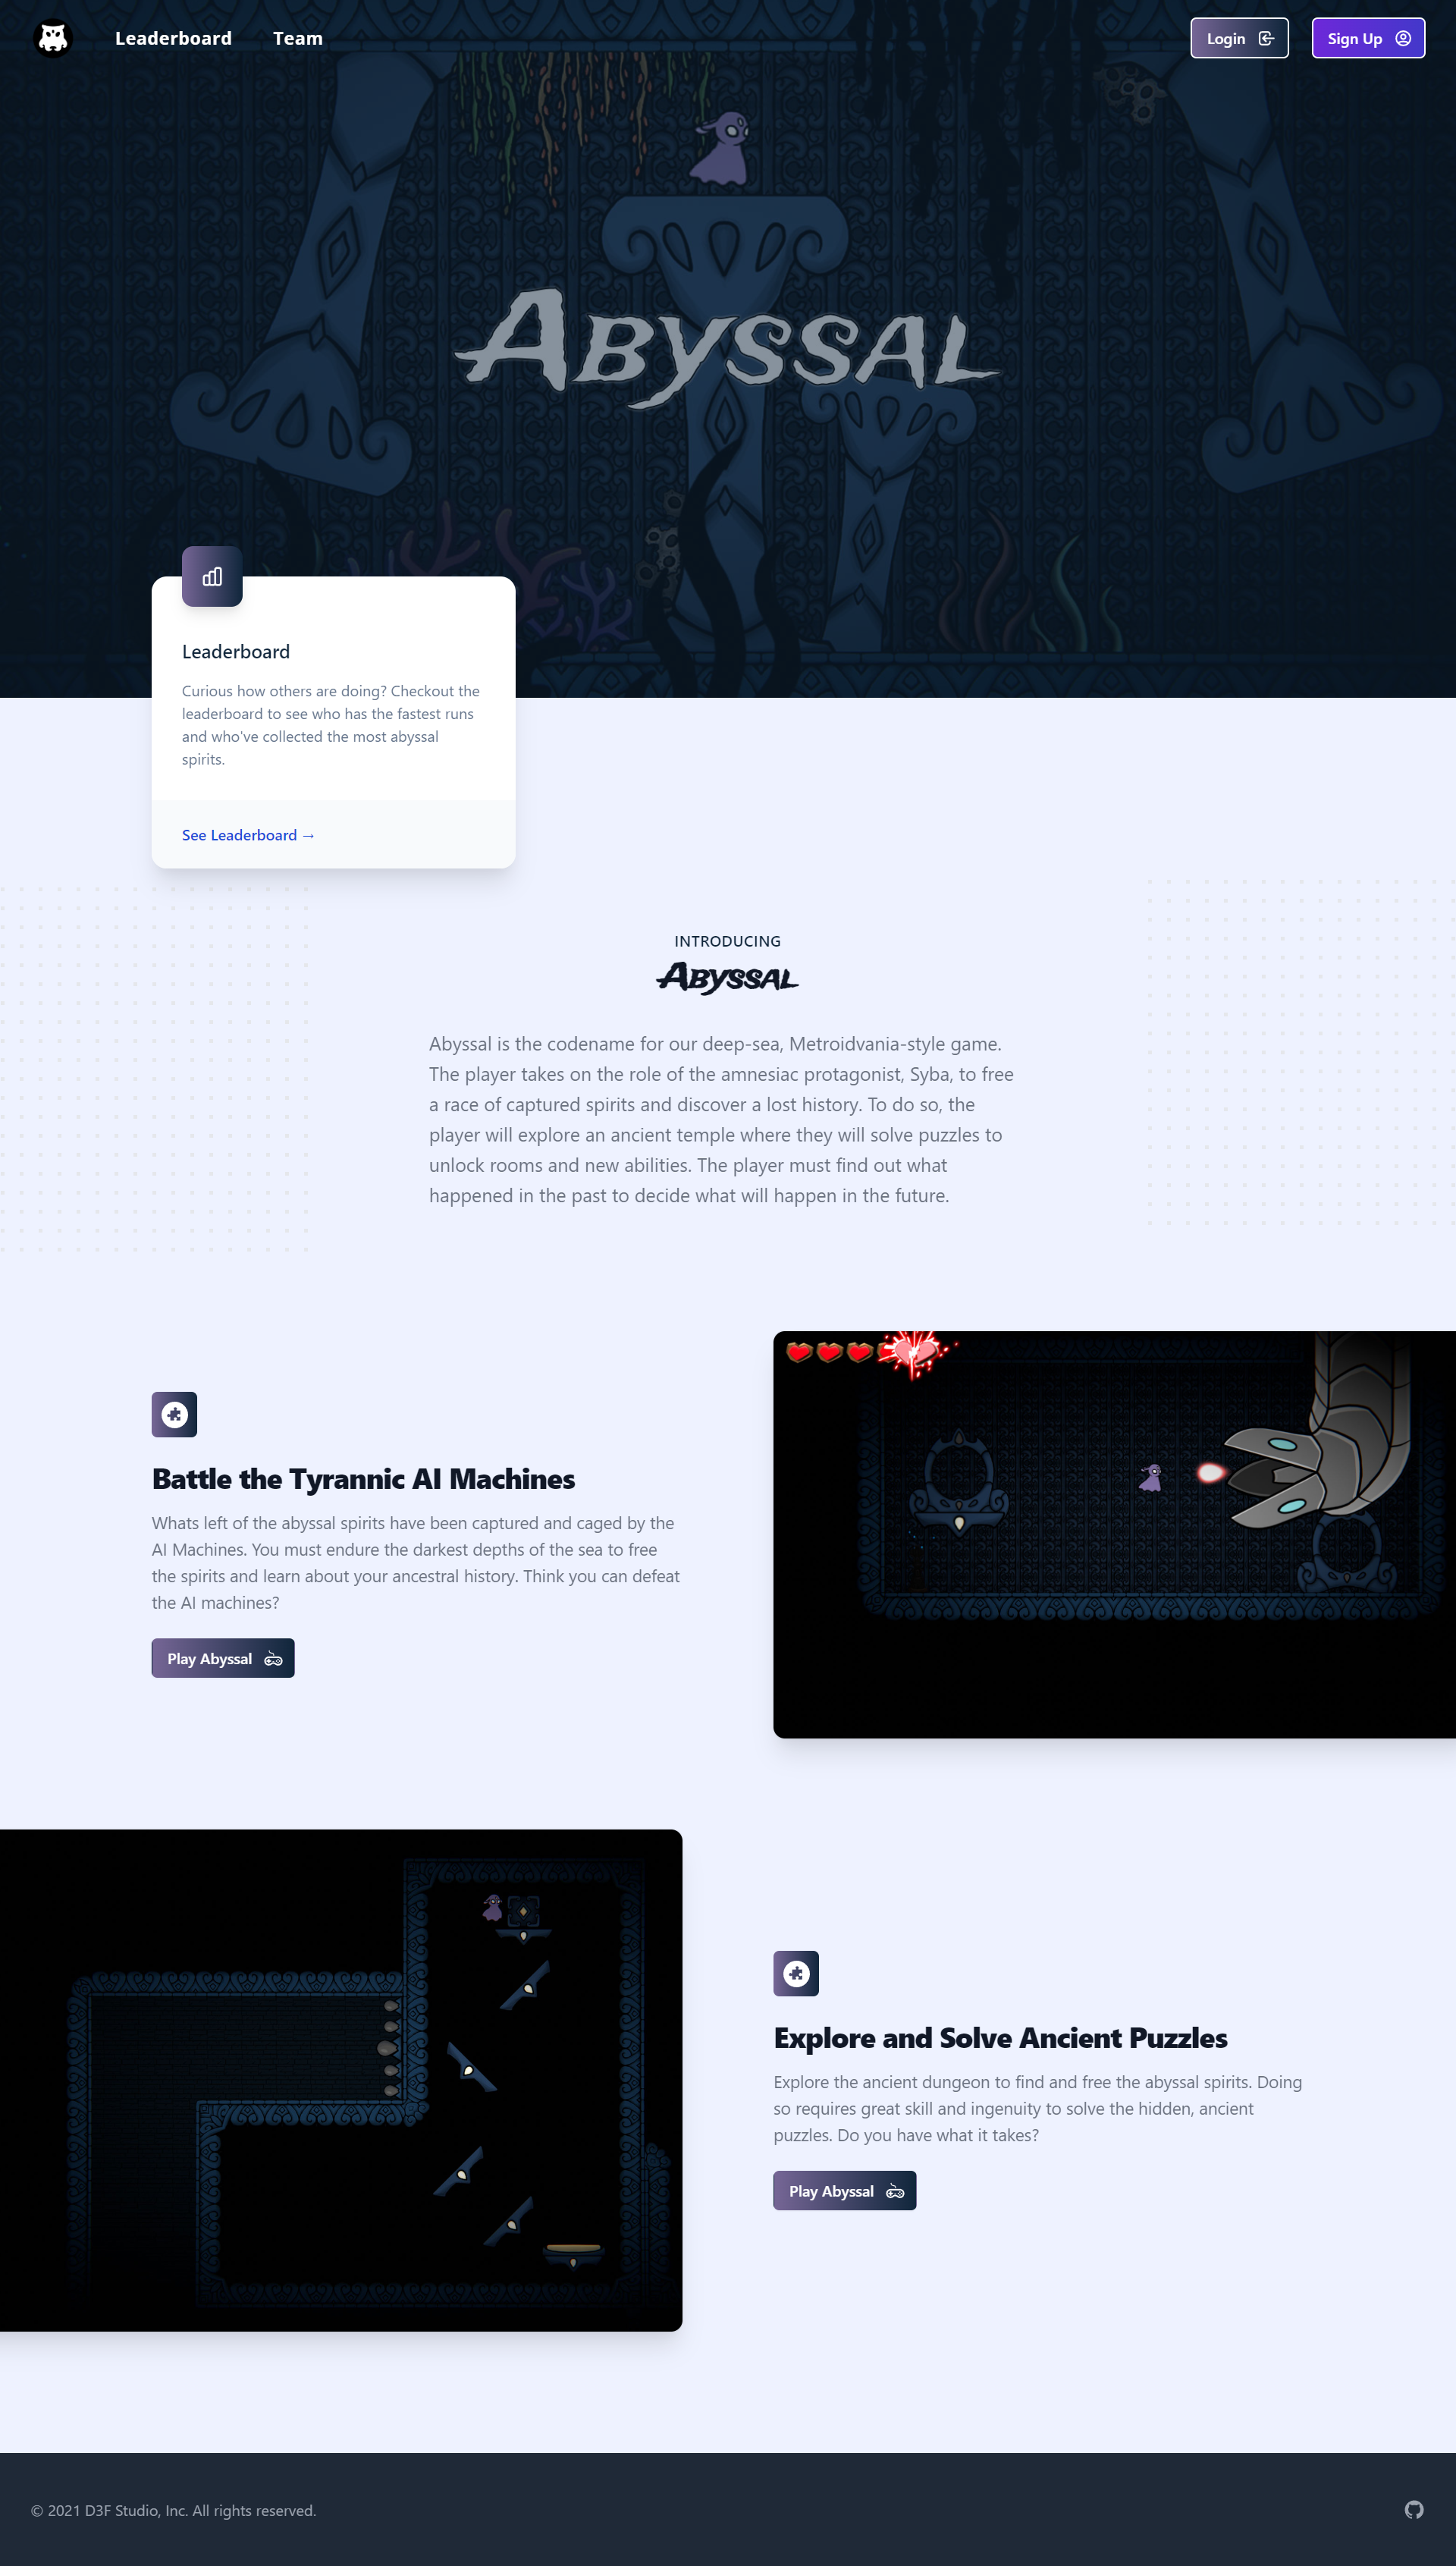 Leaderboard
Team
Login
Sign Up
Abyssal
Leaderboard
Curious how others are doing? Checkout the
leaderboard to see who has the fastest runs
and who've collected the most abyssal
spirits.
See Leaderboard →
INTRODUCING
Abyssal
Abyssal is the codename for our deep-sea, Metroidvania-style game.
The player takes on the role of the amnesiac protagonist, Syba, to free
a race of captured spirits and discover a lost history. To do so, the
player will explore an ancient temple where they will solve puzzles to
unlock rooms and new abilities. The player must find out what
happened in the past to decide what will happen in the future.
Battle the Tyrannic AI Machines
Whats left of the abyssal spirits have been captured and caged by the
AI Machines. You must endure the darkest depths of the sea to free
the spirits and learn about your ancestral history. Think you can defeat
the AI machines?
Play Abyssal
Explore and Solve Ancient Puzzles
Explore the ancient dungeon to find and free the abyssal spirits. Doing
so requires great skill and ingenuity to solve the hidden, ancient
puzzles. Do you have what it takes?
Play Abyssal
© 2021 D3F Studio, Inc. All rights reserved.